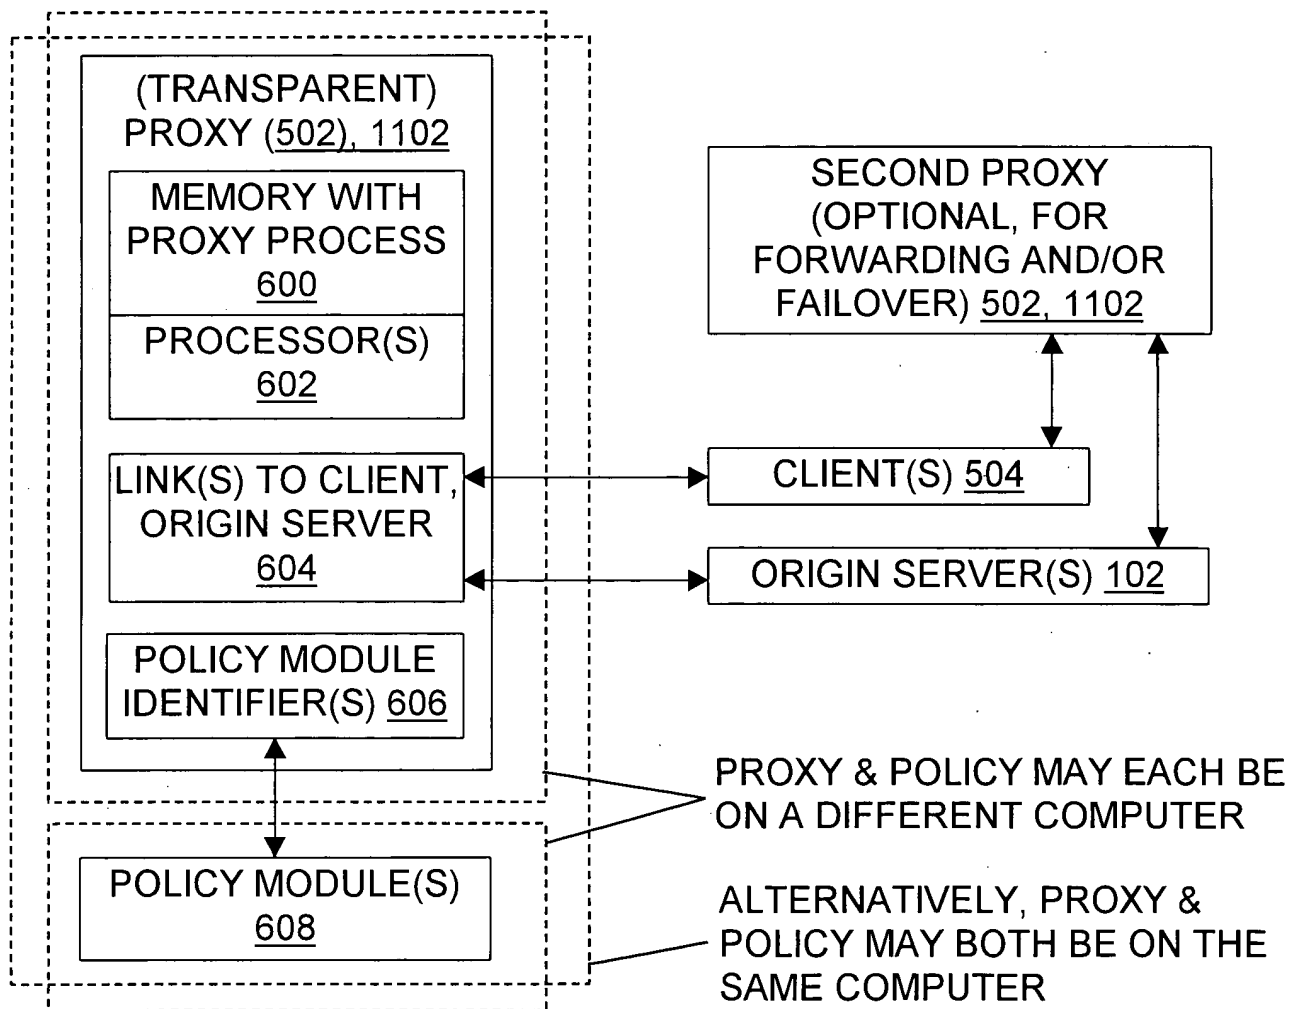 (TRANSPARENT)
PROXY (502), 1102
MEMORY WITH
PROXY PROCESS
600
PROCESSOR(S)
602
LINK(S) TO CLIENT,
ORIGIN SERVER
604
POLICY MODULE
IDENTIFIER(S) 606
POLICY MODULE(S)
608
SECOND PROXY
(OPTIONAL, FOR
FORWARDING AND/OR
FAILOVER) 502, 1102
CLIENT(S) 504
ORIGIN SERVER(S) 102
PROXY & POLICY MAY EACH BE
ON A DIFFERENT COMPUTER
ALTERNATIVELY, PROXY &
POLICY MAY BOTH BE ON THE
SAME COMPUTER